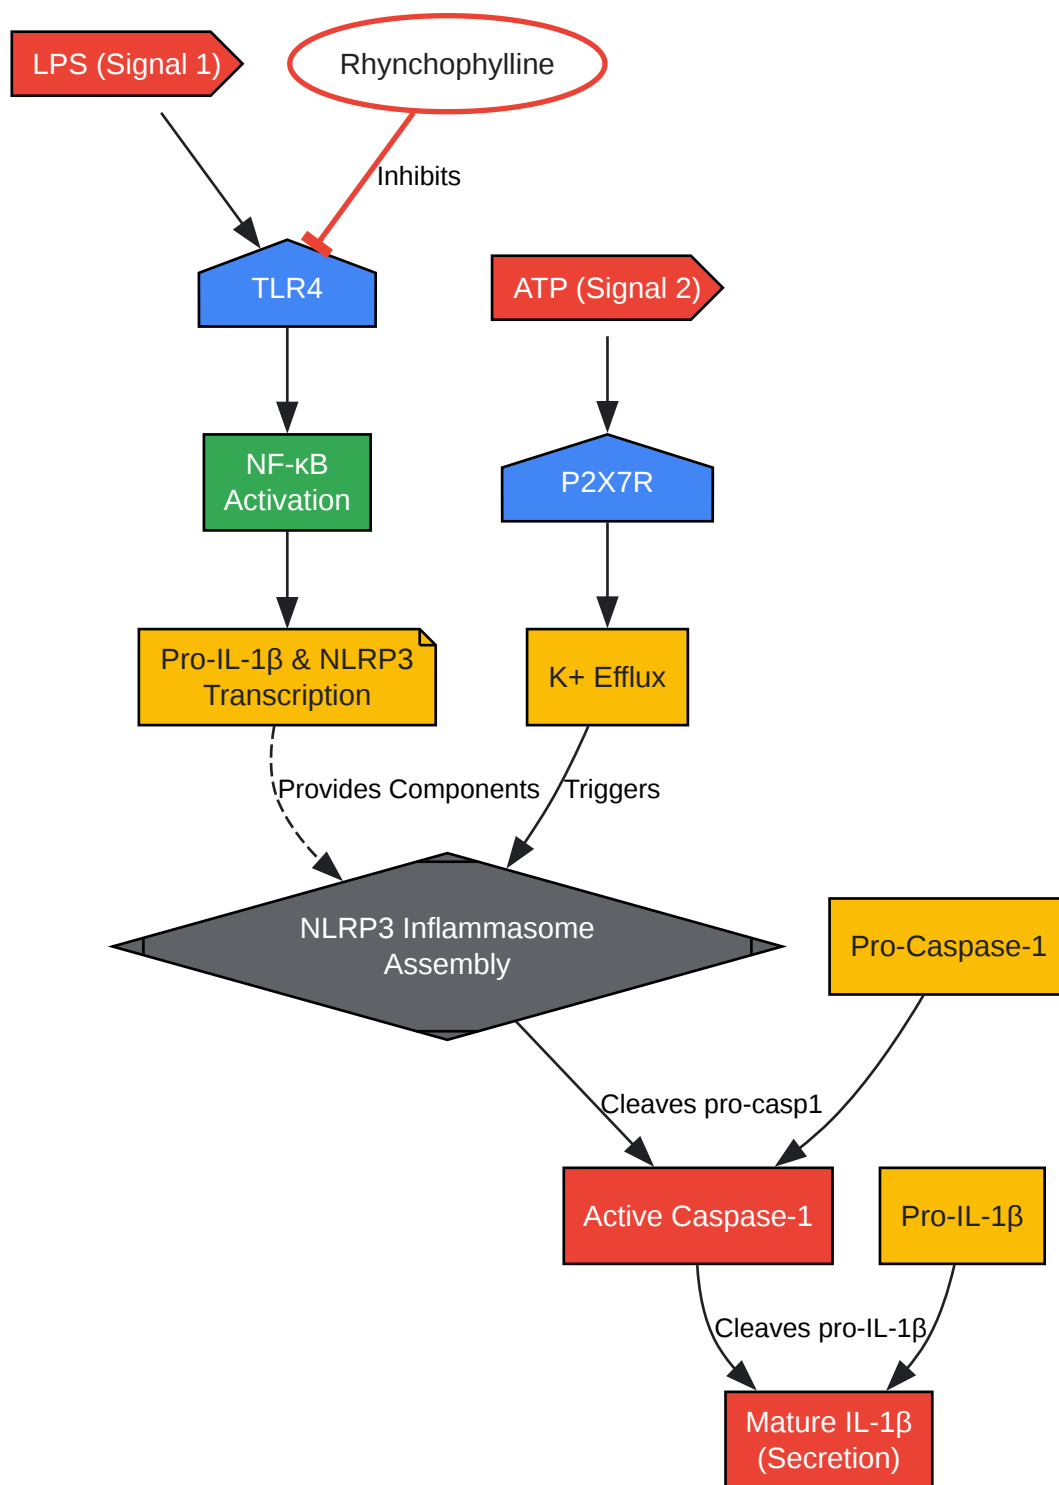 LPS (Signal 1)
Rhynchophylline
Inhibits
TLR4
ATP (Signal 2)
NF-κB
Activation
P2X7R
Pro-IL-1β & NLRP3
Transcription
K+ Efflux
Provides Components
Triggers
NLRP3 Inflammasome
Assembly
Pro-Caspase-1
Cleaves pro-casp1
Active Caspase-1
Pro-IL-1β
Cleaves pro-IL-1β
Mature IL-1β
(Secretion)